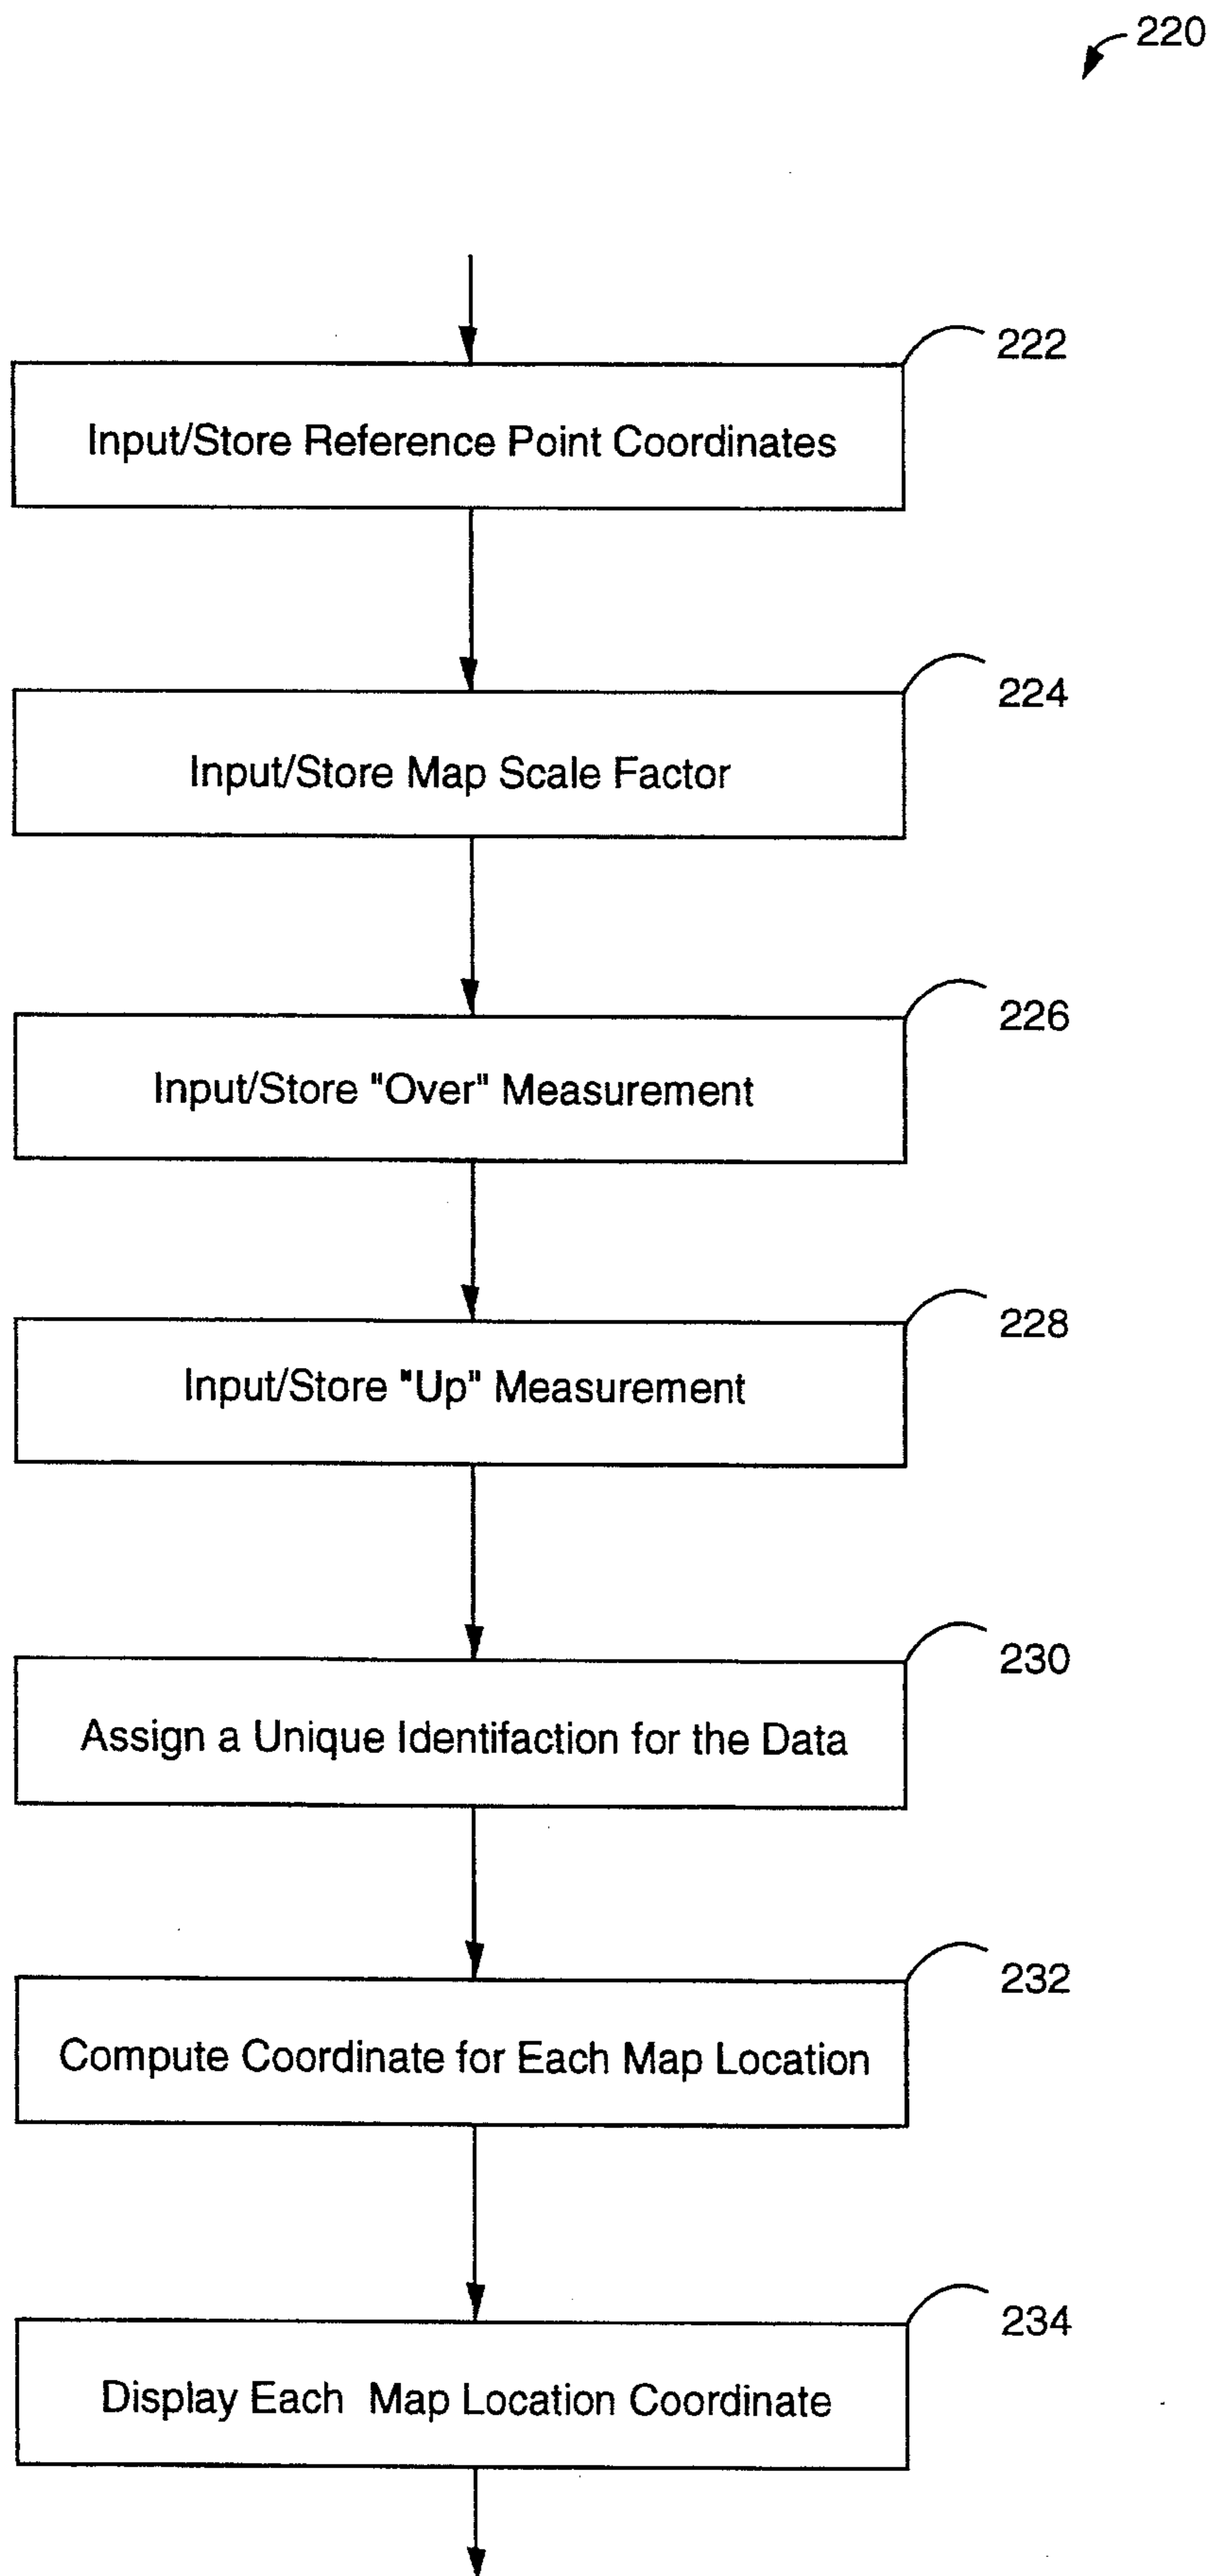 220
222
Input/Store Reference Point Coordinates
224
Input/Store Map Scale Factor
226
Input/Store "Over" Measurement
228
Input/Store "Up" Measurement
230
Assign a Unique Identifaction for the Data
232
Compute Coordinate for Each Map Location
234
Display Each Map Location Coordinate